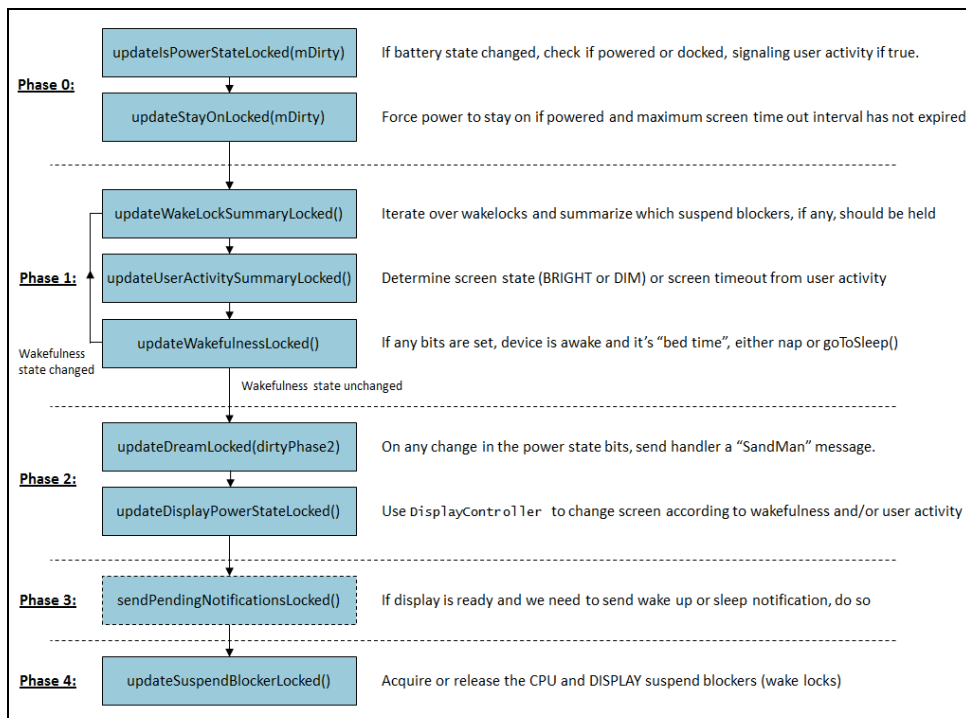 updateIsPowerStateLocked(mDirty)
If battery state changed, check if powered or docked, signaling user activity if true.
Phase 0:
updateStayOnLocked(mDirty)
Force power to stay on if powered and maximum screen time out interval has not expired
updateWakeLockSummaryLocked()
Iterate over wakelocks and summarize which suspend blockers, if any, should be held
Phase 1:
updateUserActivitySummaryLocked()
Determine screen state (BRIGHT or DIM) or screen timeout from user activity
updateWakefulnessLocked()
If any bits are set, device is awake and it's “bed time”, either nap or goToSleep()
Wakefulness
state changed
Wakefulness state unchanged
updateDreamLocked(dirtyPhase2)
On any change in the power state bits, send handler a “SandMan” message.
Phase 2:
updateDisplayPowerStateLocked()
Use DisplayController to change screen according to wakefulness and/or user activity
Phase 3:
sendPendingNotificationsLocked()
If display is ready and we need to send wake up or sleep notification, do so
Phase 4:
updateSuspendBlockerLocked()
Acquire or release the CPU and DISPLAY suspend blockers (wake locks)